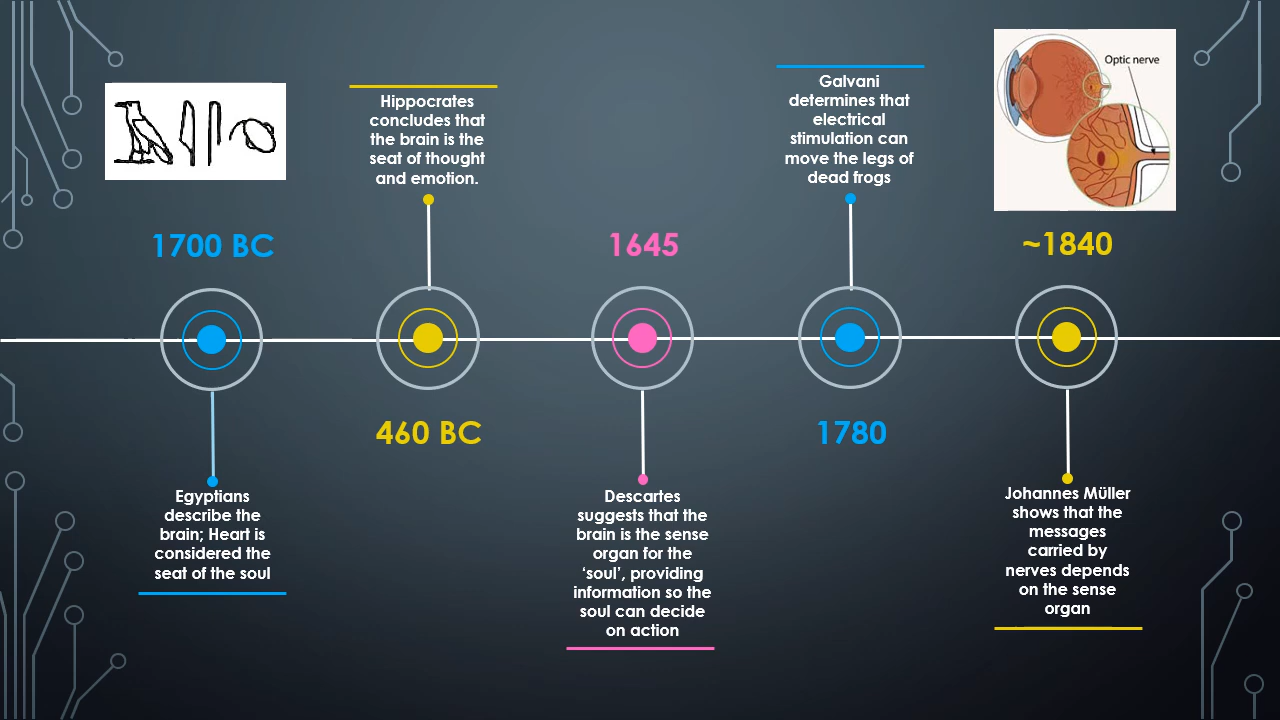 1700 BC
Egyptians
describe the
brain; Heart is
considered the
seat of the soul
Hippocrates
concludes that
the brain is the
seat of thought
and emotion.
460 BC
1645
Descartes
suggests that the
brain is the sense
organ for the
‘soul’, providing
information so the
soul can decide
on action
Galvani
determines that
electrical
stimulation can
move the legs of
dead frogs
1780
Optic nerve
~1840
Johannes Müller
shows that the
messages
carried by
nerves depends
on the sense
organ